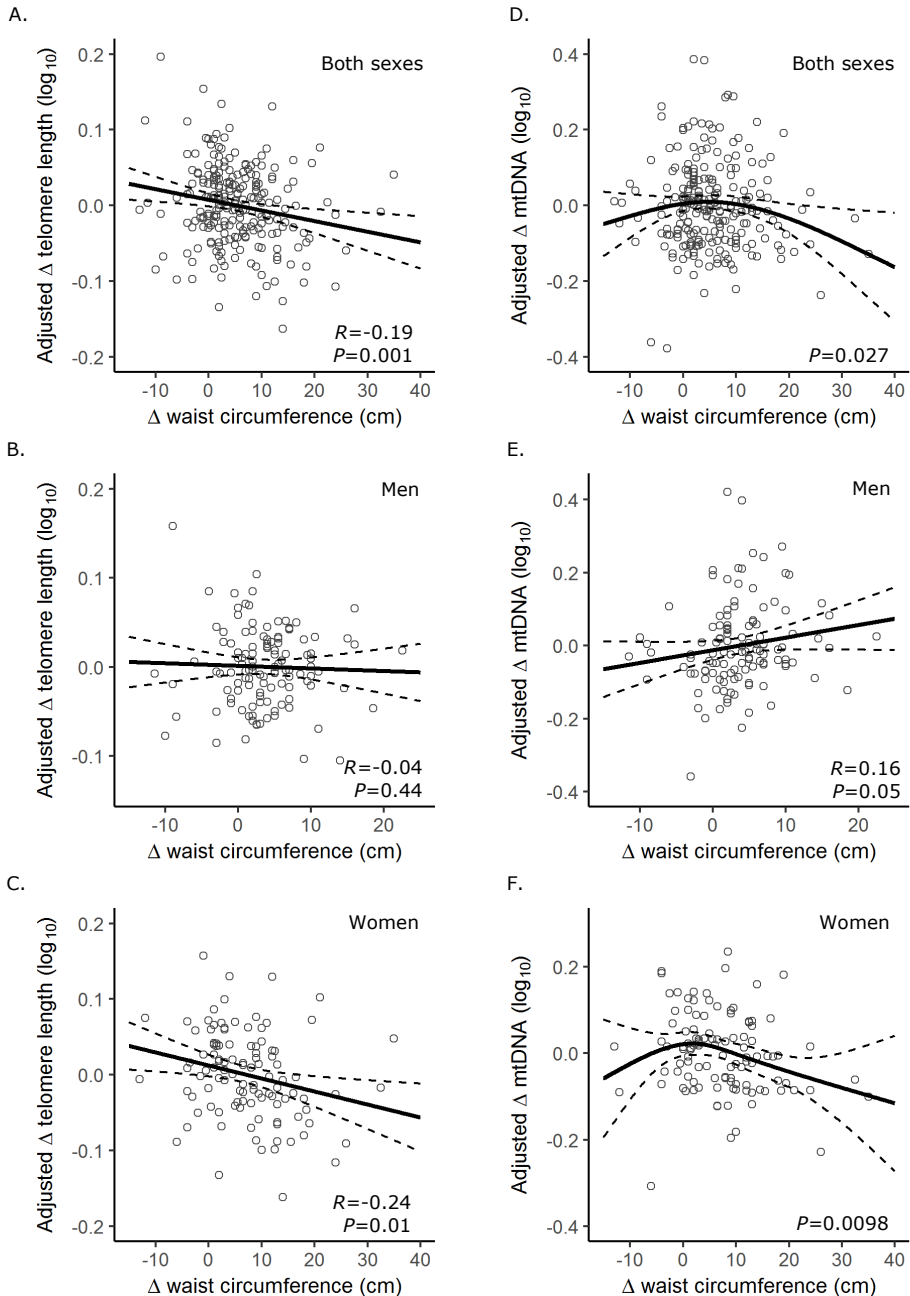 A.
Adjusted Δ telomere length (log10)
0.2
0.1
0.0
-0.1
-0.2
Both sexes
R=-0.19
P=0.001
-10 0 10 20 30 40
Δ waist circumference (cm)
D.
Adjusted Δ mtDNA (log10)
0.4
0.2
0.0
-0.2
-0.4
Both sexes
P=0.027
-10 0 10 20 30 40
Δ waist circumference (cm)
B.
Adjusted Δ telomere length (log10)
0.2
0.1
0.0
-0.1
Men
R=-0.04
P=0.44
-10 0 10 20
Δ waist circumference (cm)
E.
Adjusted Δ mtDNA (log10)
0.4
0.2
0.0
-0.2
-0.4
Men
R=0.16
P=0.05
-10 0 10 20
Δ waist circumference (cm)
C.
Adjusted Δ telomere length (log10)
0.2
0.1
0.0
-0.1
-0.2
Women
R=-0.24
P=0.01
-10 0 10 20 30 40
Δ waist circumference (cm)
F.
Adjusted Δ mtDNA (log10)
0.2
0.0
-0.2
-0.4
Women
P=0.0098
-10 0 10 20 30 40
Δ waist circumference (cm)